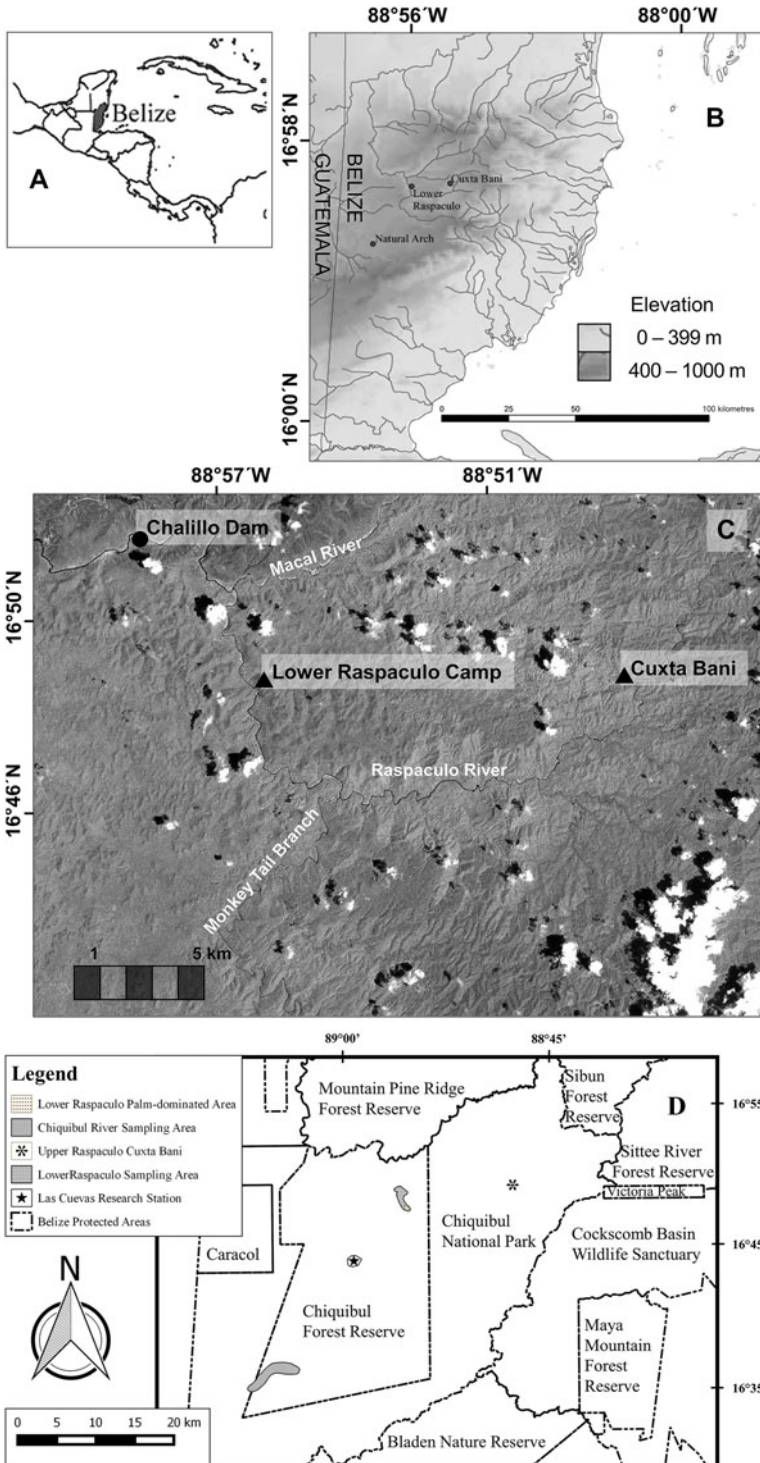 88°56´W
88°00´W
Belize
A
B
16°58´N
16°00´N
GUATEMALA
BELIZE
Cuxta Bani
Lower
Raspaculo
Natural Arch
Elevation
0 – 399 m
400 – 1000 m
0 25 50 100 kilometres
88°57´W
88°51´W
C
16°50´N
16°46´N
Chalillo Dam
Macal River
Lower Raspaculo Camp
Cuxta Bani
Raspaculo River
Monkey Tail Branch
1 5 km
89°00'
88°45'
D
Legend
Lower Raspaculo Palm-dominated Area
Chiquibul River Sampling Area
Upper Raspaculo Cuxta Bani
LowerRaspaculo Sampling Area
Las Cuevas Research Station
Belize Protected Areas
Mountain Pine Ridge
Forest Reserve
Sibun
Forest
Reserve
16°55'
Sittee River
Forest Reserve
Victoria Peak
Chiquibul
National Park
Cockscomb Basin
Wildlife Sanctuary
16°45'
Caracol
Chiquibul
Forest Reserve
Maya
Mountain
Forest
Reserve
16°35'
Bladen Nature Reserve
N
0 5 10 15 20 km